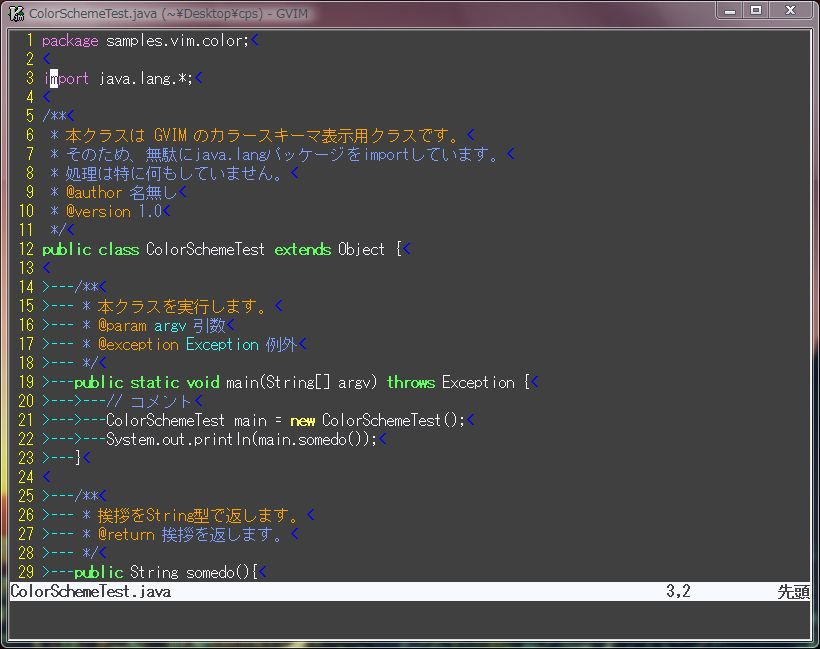 ColorSchemeTest.java (~¥Desktop¥cps) - GVIM
1 package samples.vim.color;<
2 <
3 import java.lang.*;<
4 <
5 /**<
6  * 本クラスは GVIM のカラースキーマ表示用クラスです。<
7  * そのため、無駄にjava.langパッケージをimportしています。<
8  * 処理は特に何もしていません。<
9  * @author 名無し<
10  * @version 1.0<
11  */<
12 public class ColorSchemeTest extends Object {<
13 <
14 >---/**<
15 >--- * 本クラスを実行します。<
16 >--- * @param argv 引数<
17 >--- * @exception Exception 例外<
18 >--- */<
19 >---public static void main(String[] argv) throws Exception {<
20 >--->---// コメント<
21 >--->---ColorSchemeTest main = new ColorSchemeTest();<
22 >--->---System.out.println(main.somedo());<
23 >---}<
24 <
25 >---/**<
26 >--- * 挨拶をString型で返します。<
27 >--- * @return 挨拶を返します。<
28 >--- */<
29 >---public String somedo(){<
ColorSchemeTest.java 3,2 先頭